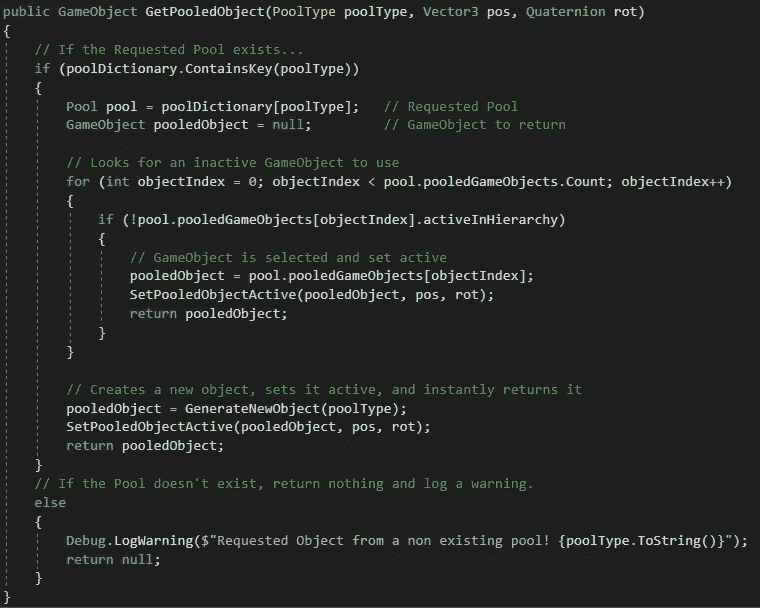 public GameObject GetPooledObject(PoolType poolType, Vector3 pos, Quaternion rot)
{
    // If the Requested Pool exists...
    if (poolDictionary.ContainsKey(poolType))
    {
        Pool pool = poolDictionary[poolType];   // Requested Pool
        GameObject pooledObject = null;         // GameObject to return

        // Looks for an inactive GameObject to use
        for (int objectIndex = 0; objectIndex < pool.pooledGameObjects.Count; objectIndex++)
        {
            if (!pool.pooledGameObjects[objectIndex].activeInHierarchy)
            {
                // GameObject is selected and set active
                pooledObject = pool.pooledGameObjects[objectIndex];
                SetPooledObjectActive(pooledObject, pos, rot);
                return pooledObject;
            }
        }

        // Creates a new object, sets it active, and instantly returns it
        pooledObject = GenerateNewObject(poolType);
        SetPooledObjectActive(pooledObject, pos, rot);
        return pooledObject;
    }
    // If the Pool doesn't exist, return nothing and log a warning.
    else
    {
        Debug.LogWarning($"Requested Object from a non existing pool! {poolType.ToString()}");
        return null;
    }
}